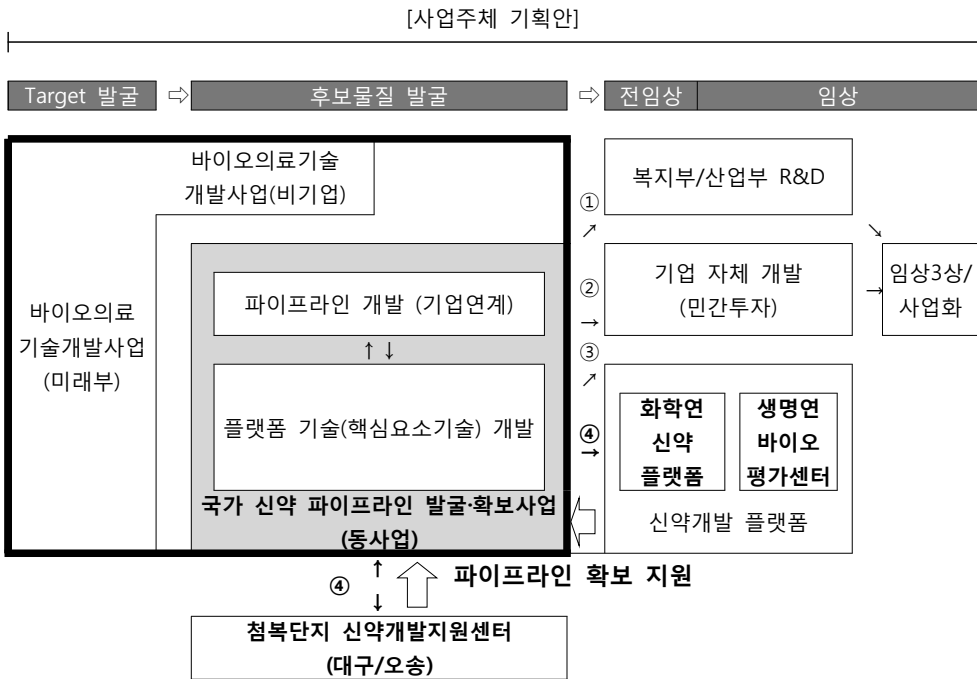 [사업주체 기획안]
Target 발굴
⇨
후보물질 발굴
⇨
전임상
임상
바이오의료기술
개발사업(비기업)
바이오의료
기술개발사업
(미래부)
파이프라인 개발 (기업연계)
↑↓
플랫폼 기술(핵심요소기술) 개발
국가 신약 파이프라인 발굴·확보사업
(동사업)
①
↗
②
→
③
↗
④
→
복지부/산업부 R&D
기업 자체 개발
(민간투자)
↘
→
임상3상/
사업화
화학연
신약
플랫폼
생명연
바이오
평가센터
신약개발 플랫폼
④
↑
↓
파이프라인 확보 지원
첨복단지 신약개발지원센터
(대구/오송)